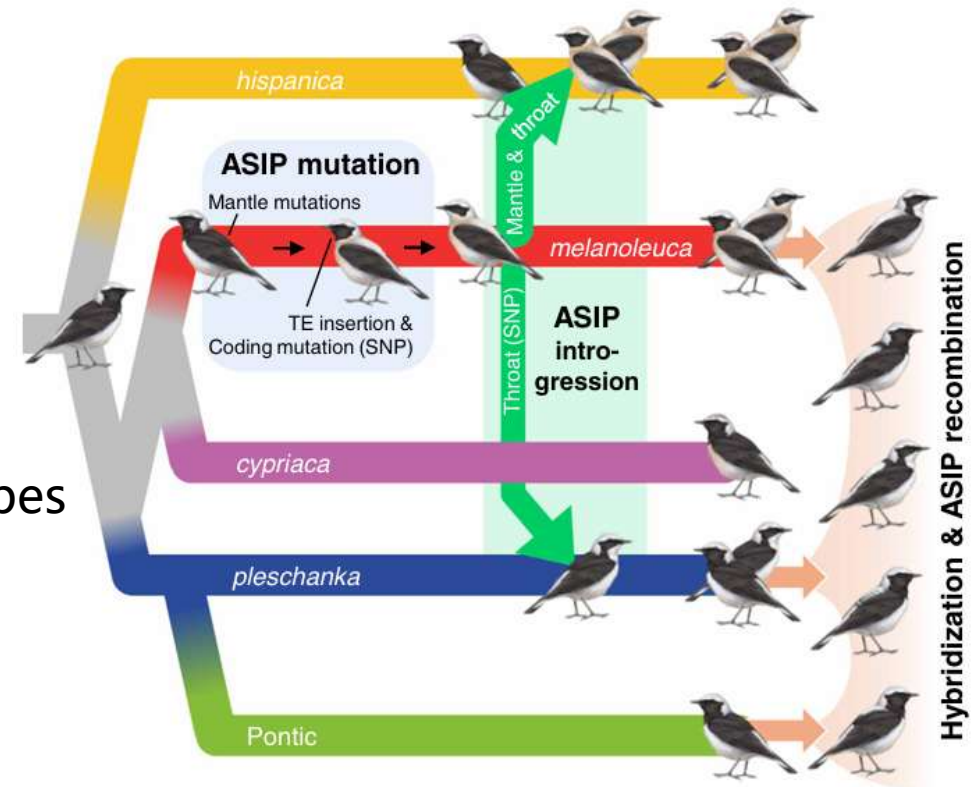 hispanica
ASIP mutation
Mantle mutations
TE insertion &
Coding mutation (SNP)
Mantle &
throat
melanoleuca
Throat (SNP)
ASIP
intro-
gression
cypriaca
pleschanka
Pontic
Hybridization & ASIP recombination